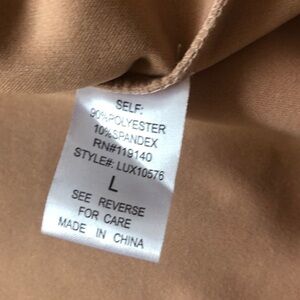 SELF:
90%POLYESTER
10%SPANDEX
RN#119140
STYLE#: LUX10576
L
SEE REVERSE
FOR CARE
MADE IN CHINA